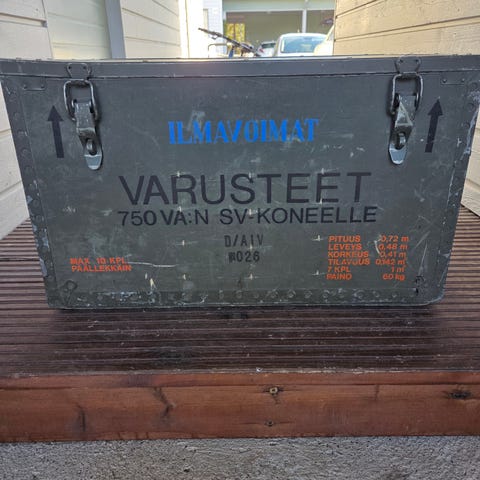 ILMAVOIMAT
VARUSTEET
750 VA:N SV-KONEELLE
D/AIV
N026
MAX. 10 KPL.
PÄÄLLEKKÄIN
PITUUS 0,72 m
LEVEYS 0,48 m
KORKEUS 0,41 m
TILAVUUS 0,142 m³
7 KPL 1 m³
PAINO 60 kg